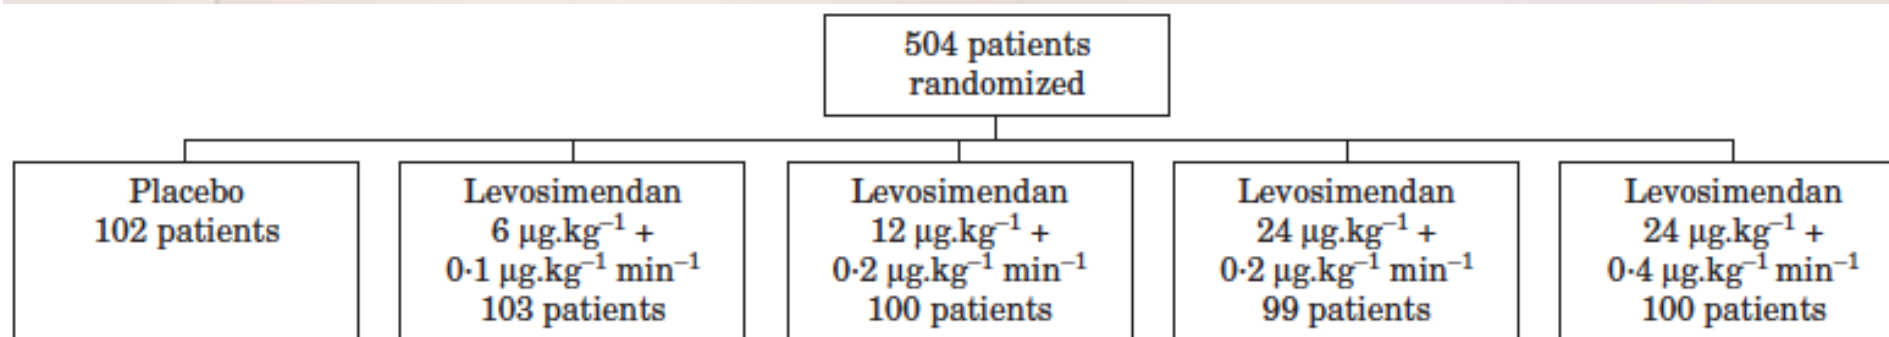 504 patients
randomized
Placebo
102 patients
Levosimendan
6 µg.kg⁻¹ +
0·1 µg.kg⁻¹ min⁻¹
103 patients
Levosimendan
12 µg.kg⁻¹ +
0·2 µg.kg⁻¹ min⁻¹
100 patients
Levosimendan
24 µg.kg⁻¹ +
0·2 µg.kg⁻¹ min⁻¹
99 patients
Levosimendan
24 µg.kg⁻¹ +
0·4 µg.kg⁻¹ min⁻¹
100 patients